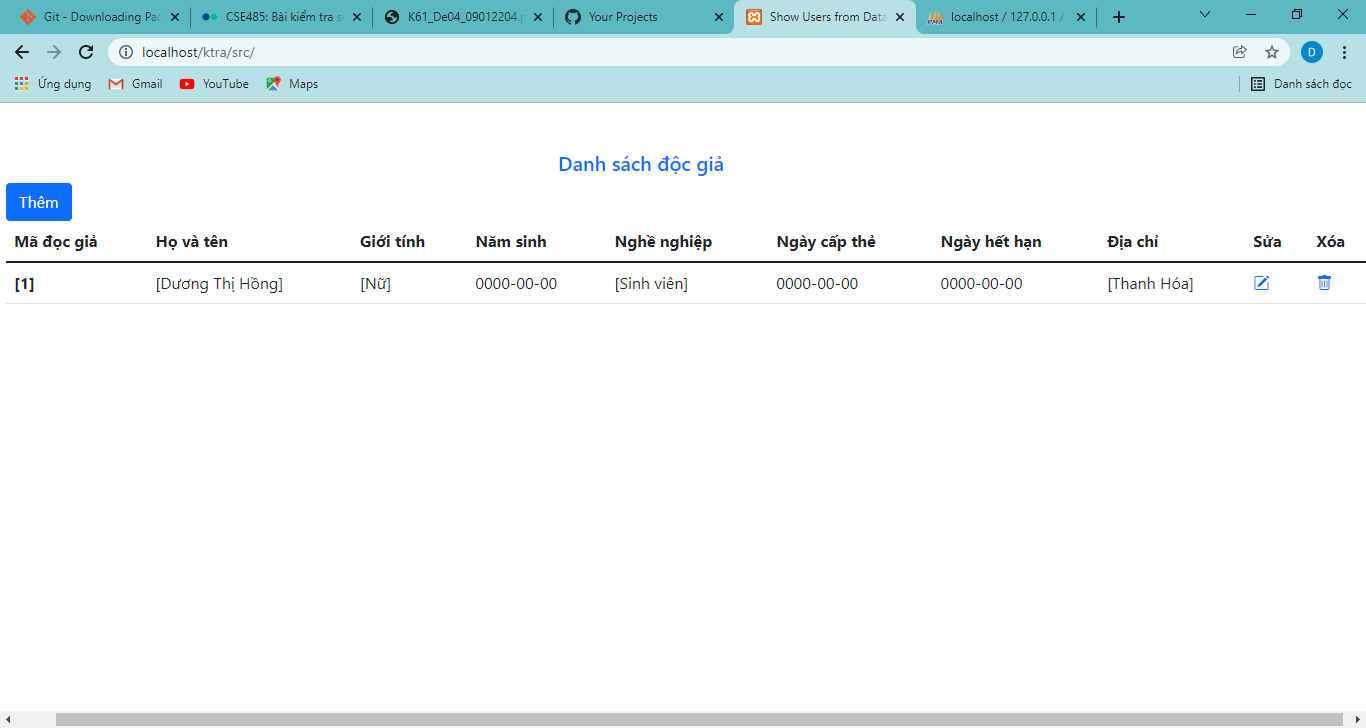 Git - Downloading Pac
CSE485: Bài kiểm tra s
K61_De04_09012204.p
Your Projects
Show Users from Data
localhost / 127.0.0.1 /
localhost/ktra/src/
D
Ứng dụng
Gmail
YouTube
Maps
Danh sách đọc
Danh sách độc giả
Thêm
Mã đọc giả Họ và tên Giới tính Năm sinh Nghề nghiệp Ngày cấp thẻ Ngày hết hạn Địa chỉ Sửa Xóa
[1] [Dương Thị Hồng] [Nữ] 0000-00-00 [Sinh viên] 0000-00-00 0000-00-00 [Thanh Hóa]